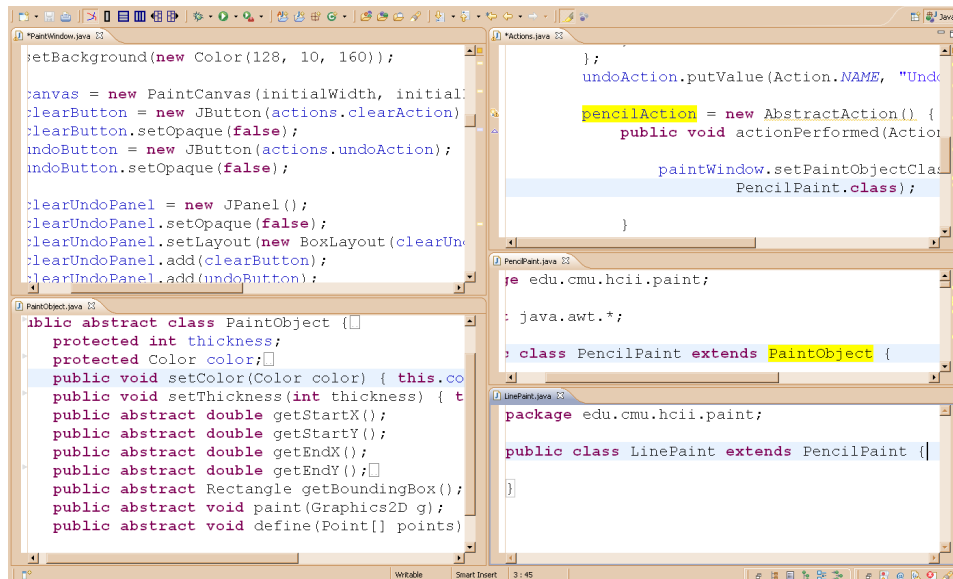 Java
*PaintWindow.java
setBackground(new Color(128, 10, 160));
canvas = new PaintCanvas(initialWidth, initial
clearButton = new JButton(actions.clearAction)
clearButton.setOpaque(false);
undoButton = new JButton(actions.undoAction);
undoButton.setOpaque(false);
clearUndoPanel = new JPanel();
clearUndoPanel.setOpaque(false);
clearUndoPanel.setLayout(new BoxLayout(clearUn
clearUndoPanel.add(clearButton);
clearUndoPanel.add(undoButton);
*Actions.java
};
undoAction.putValue(Action.NAME, "Undo
pencilAction = new AbstractAction() {
public void actionPerformed(Action
paintWindow.setPaintObjectClas
PencilPaint.class);
}
PaintObject.java
ublic abstract class PaintObject {
protected int thickness;
protected Color color;
public void setColor(Color color) { this.co
public void setThickness(int thickness) { t
public abstract double getStartX();
public abstract double getStartY();
public abstract double getEndX();
public abstract double getEndY();
public abstract Rectangle getBoundingBox();
public abstract void paint(Graphics2D g);
public abstract void define(Point[] points)
PencilPaint.java
ge edu.cmu.hcii.paint;
t java.awt.*;
c class PencilPaint extends PaintObject {
LinePaint.java
package edu.cmu.hcii.paint;
public class LinePaint extends PencilPaint {
}
Writable Smart Insert 3 : 45